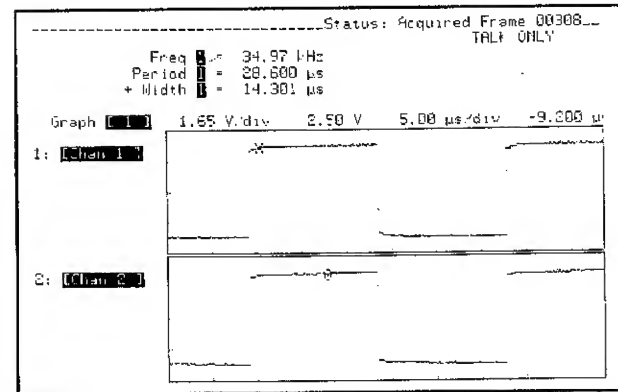 Status: Acquired Frame 00308
TALK ONLY
Freq = 34.97 kHz
Period = 28.600 µs
+ Width = 14.301 µs
Graph [ 1 ] 1.65 V/div 2.50 V 5.00 µs/div -9.200 µ
1: [Chan 1 ]
2: [Chan 2 ]